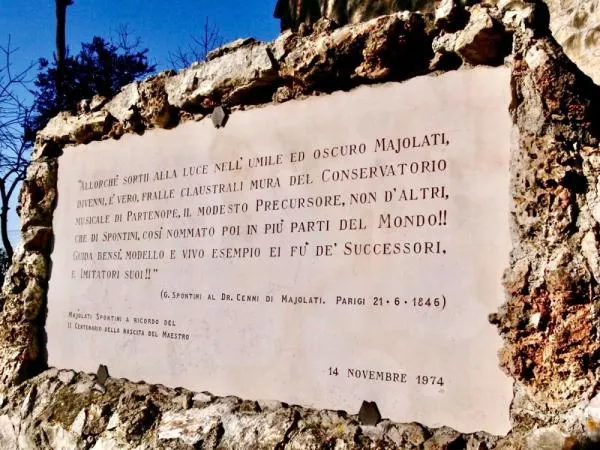 "Allorchè sortii alla luce nell' umile ed oscuro Majolati,
divenni, è vero, fralle claustrali mura del Conservatorio
musicale di Partenope, il modesto Precursore, non d'altri,
che di Spontini, così nommato poi in più parti del Mondo!!
Guida bensì, modello e vivo esempio ei fù de' Successori,
e Imitatori suoi!!"
(G. Spontini al Dr. Cenni di Majolati. Parigi 21·6·1846)
Majolati Spontini a ricordo del
II Centenario della nascita del Maestro
14 Novembre 1974